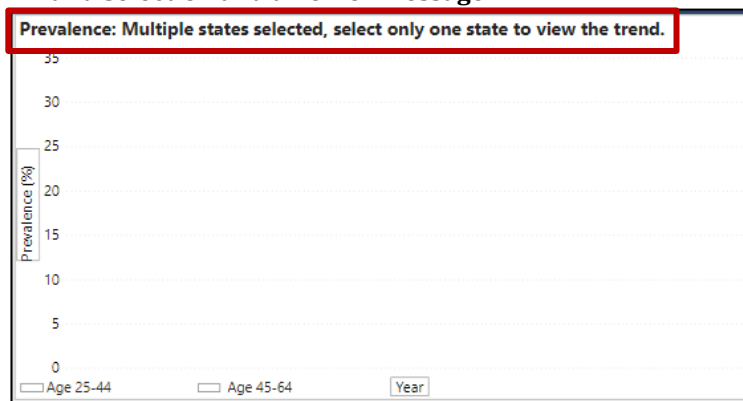 Prevalence: Multiple states selected, select only one state to view the trend.
35
30
25
20
15
10
5
0
Prevalence (%)
Age 25-44
Age 45-64
Year